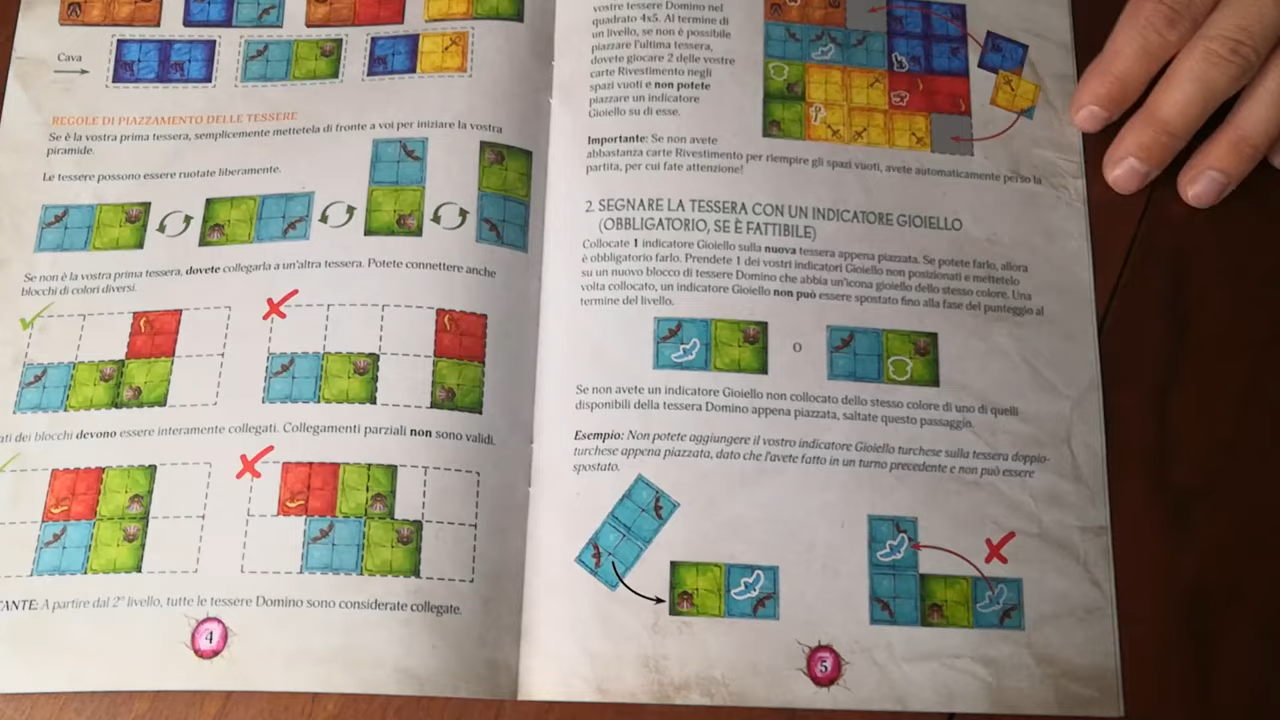 Cava
REGOLE DI PIAZZAMENTO DELLE TESSERE
Se è la vostra prima tessera, semplicemente mettetela di fronte a voi per iniziare la vostra
piramide.
Le tessere possono essere ruotate liberamente.
Se non è la vostra prima tessera, dovete collegarla a un'altra tessera. Potete connettere anche
blocchi di colori diversi.
ati dei blocchi devono essere interamente collegati. Collegamenti parziali non sono validi.
ANTE: A partire dal 2° livello, tutte le tessere Domino sono considerate collegate.
4
vostre tessere Domino nel
quadrato 4x5. Al termine di
un livello, se non è possibile
piazzare l'ultima tessera,
dovete giocare 2 delle vostre
carte Rivestimento negli
spazi vuoti e non potete
piazzare un indicatore
Gioiello su di esse.
Importante: Se non avete
abbastanza carte Rivestimento per riempire gli spazi vuoti, avete automaticamente perso la
partita, per cui fate attenzione!
2. SEGNARE LA TESSERA CON UN INDICATORE GIOIELLO
(OBBLIGATORIO, SE È FATTIBILE)
Collocate 1 indicatore Gioiello sulla nuova tessera appena piazzata. Se potete farlo, allora
è obbligatorio farlo. Prendete 1 dei vostri indicatori Gioiello non posizionati e mettetelo
su un nuovo blocco di tessere Domino che abbia un'icona gioiello dello stesso colore. Una
volta collocato, un indicatore Gioiello non può essere spostato fino alla fase del punteggio al
termine del livello.
O
Se non avete un indicatore Gioiello non collocato dello stesso colore di uno di quelli
disponibili della tessera Domino appena piazzata, saltate questo passaggio.
Esempio: Non potete aggiungere il vostro indicatore Gioiello turchese sulla tessera doppio-
turchese appena piazzata, dato che l'avete fatto in un turno precedente e non può essere
spostato.
5